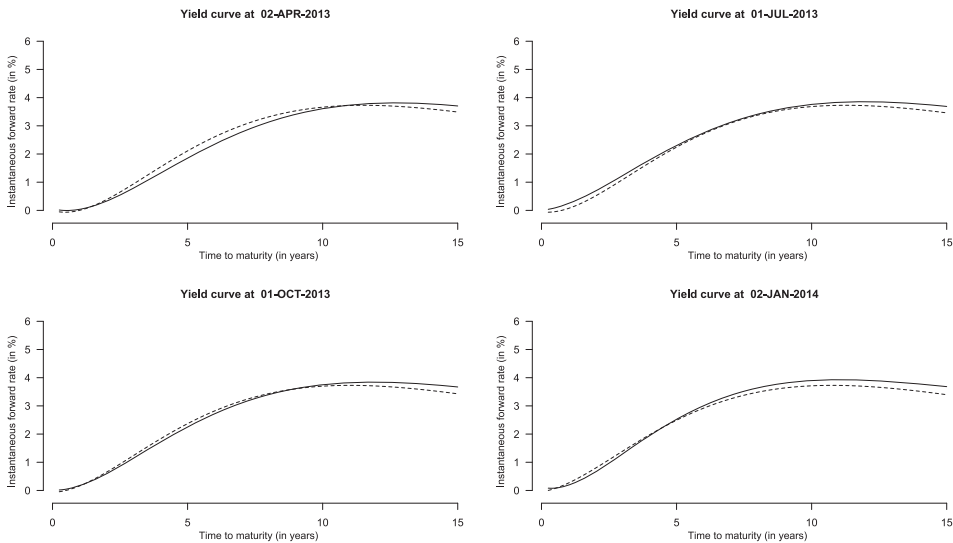 Yield curve at 02-APR-2013
Instantaneous forward rate (in %)
6
5
4
3
2
1
0
0 5 10 15
Time to maturity (in years)
Yield curve at 01-JUL-2013
Instantaneous forward rate (in %)
6
5
4
3
2
1
0
0 5 10 15
Time to maturity (in years)
Yield curve at 01-OCT-2013
Instantaneous forward rate (in %)
6
5
4
3
2
1
0
0 5 10 15
Time to maturity (in years)
Yield curve at 02-JAN-2014
Instantaneous forward rate (in %)
6
5
4
3
2
1
0
0 5 10 15
Time to maturity (in years)